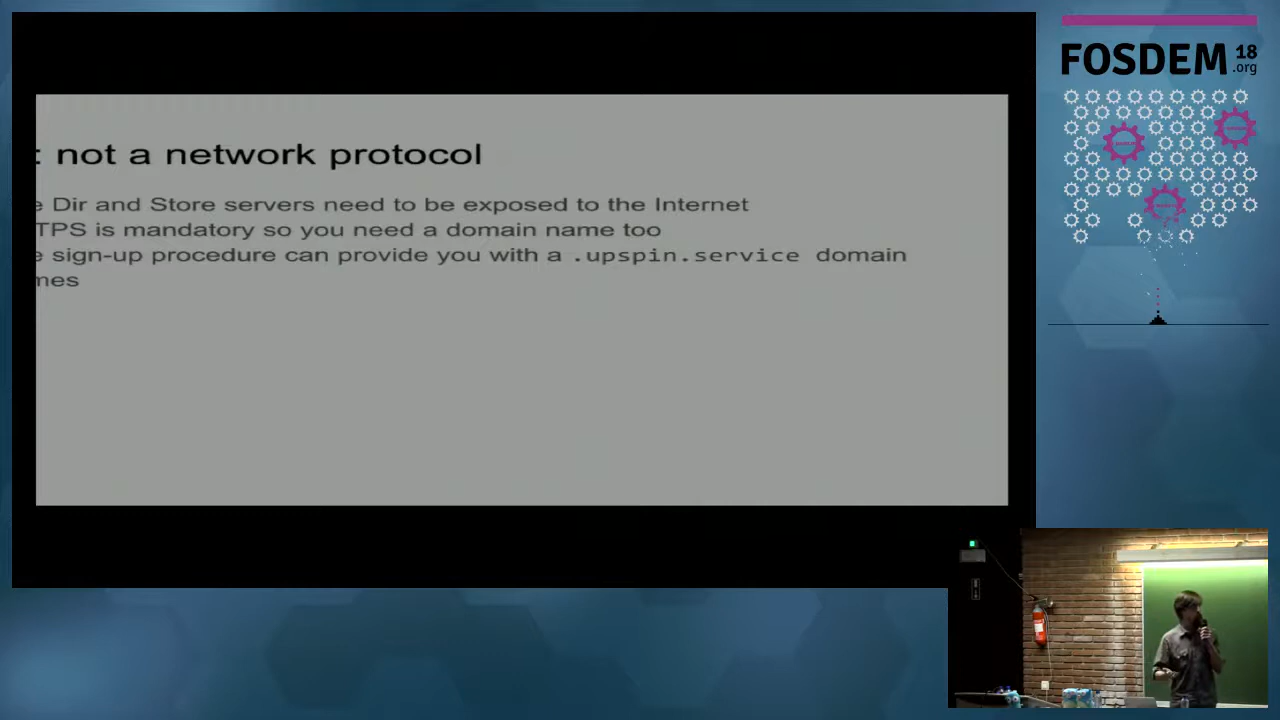 FOSDEM 18
.org
: not a network protocol
e Dir and Store servers need to be exposed to the Internet
TPS is mandatory so you need a domain name too
e sign-up procedure can provide you with a .upspin.service domain
mes